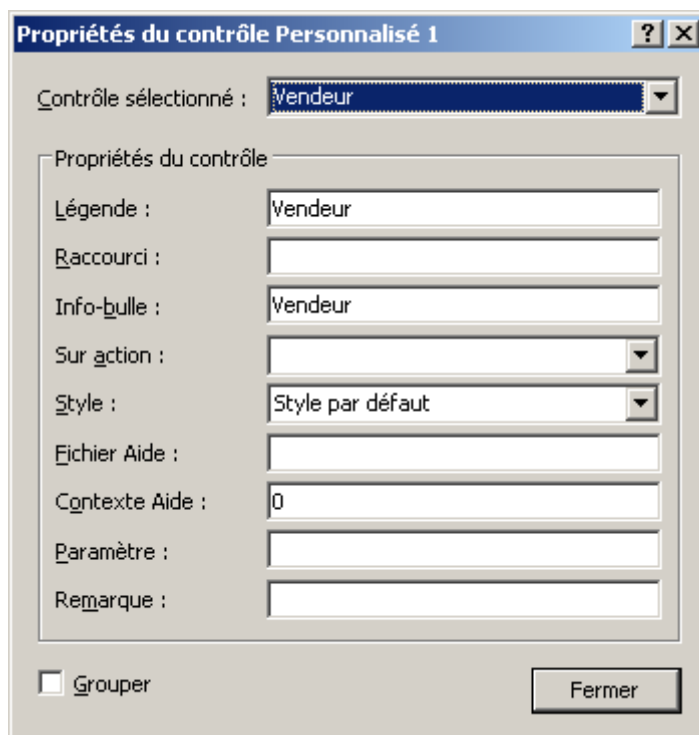 Propriétés du contrôle Personnalisé 1
Contrôle sélectionné : Vendeur
Propriétés du contrôle
Légende : Vendeur
Raccourci :
Info-bulle : Vendeur
Sur action :
Style : Style par défaut
Fichier Aide :
Contexte Aide : 0
Paramètre :
Remarque :
Grouper Fermer